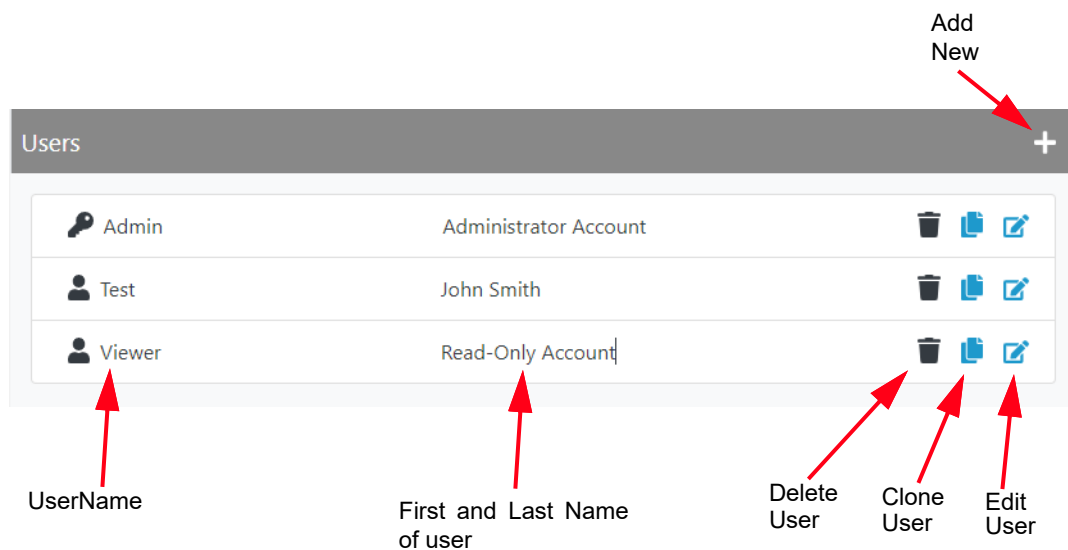 Add
New
Users
Admin Administrator Account
Test John Smith
Viewer Read-Only Account
UserName
First and Last Name
of user
Delete
User
Clone
User
Edit
User